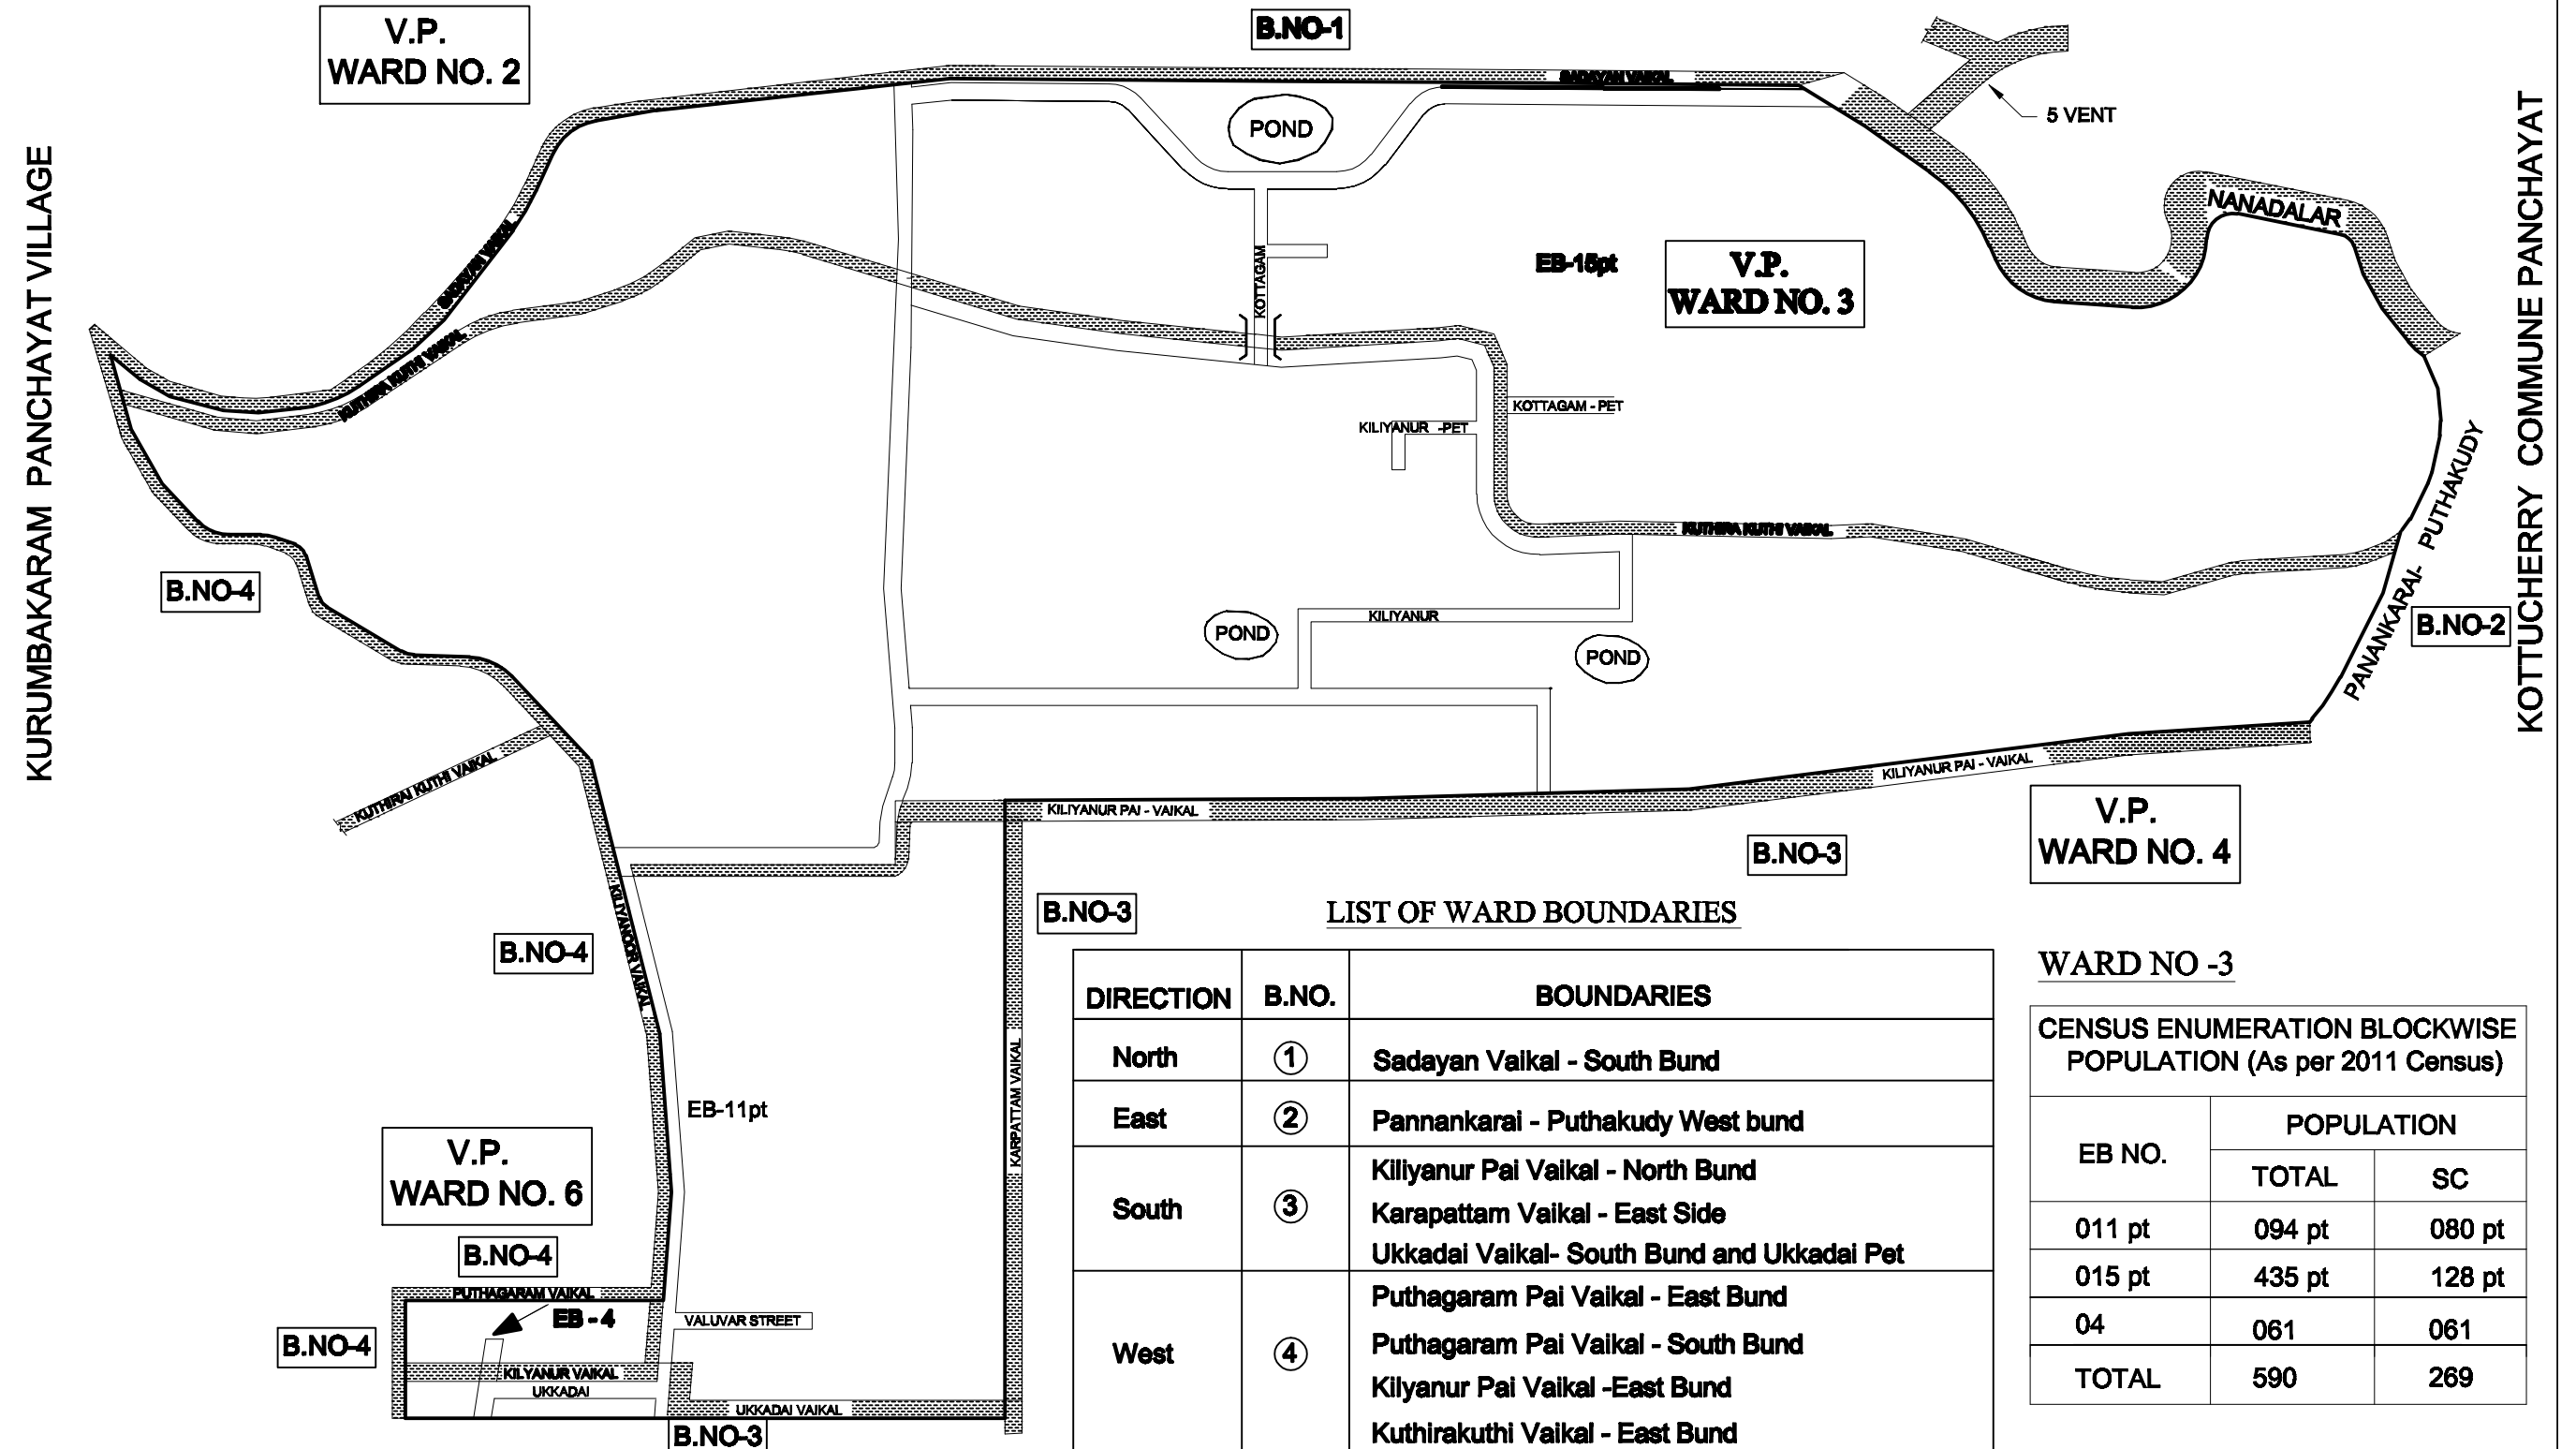 V.P.
WARD NO. 2
B.NO-1
SADAYAN VAIKAL
5 VENT
POND
NANADALAR
KURUMBAKARAM PANCHAYAT VILLAGE
KOTTUCHERRY COMMUNE PANCHAYAT
SADAYAN VAIKAL
KOTTAGAM
EB-15pt
V.P.
WARD NO. 3
KUTHIRA KUTHI VAIKAL
KOTTAGAM - PET
KILIYANUR -PET
PANANKARAI- PUTHAKUDY
KUTHIRA KUTHI VAIKAL
B.NO-4
KILIYANUR
POND
POND
B.NO-2
KUTHIRAI KUTHI VAIKAL
KILIYANUR PAI - VAIKAL
KILIYANUR PAI - VAIKAL
V.P.
WARD NO. 4
B.NO-3
B.NO-3
B.NO-4
KILIYANOOR VAIKAL
KARPATTAM VAIKAL
EB-11pt
V.P.
WARD NO. 6
B.NO-4
PUTHAGARAM VAIKAL
EB - 4
VALUVAR STREET
B.NO-4
KILYANUR VAIKAL
UKKADAI
UKKADAI VAIKAL
B.NO-3
LIST OF WARD BOUNDARIES
DIRECTION B.NO. BOUNDARIES
North 1 Sadayan Vaikal - South Bund
East 2 Pannankarai - Puthakudy West bund
South 3 Kiliyanur Pai Vaikal - North Bund
Karapattam Vaikal - East Side
Ukkadai Vaikal- South Bund and Ukkadai Pet
West 4 Puthagaram Pai Vaikal - East Bund
Puthagaram Pai Vaikal - South Bund
Kilyanur Pai Vaikal -East Bund
Kuthirakuthi Vaikal - East Bund
WARD NO -3
CENSUS ENUMERATION BLOCKWISE
POPULATION (As per 2011 Census)
EB NO. POPULATION
TOTAL SC
011 pt 094 pt 080 pt
015 pt 435 pt 128 pt
04 061 061
TOTAL 590 269